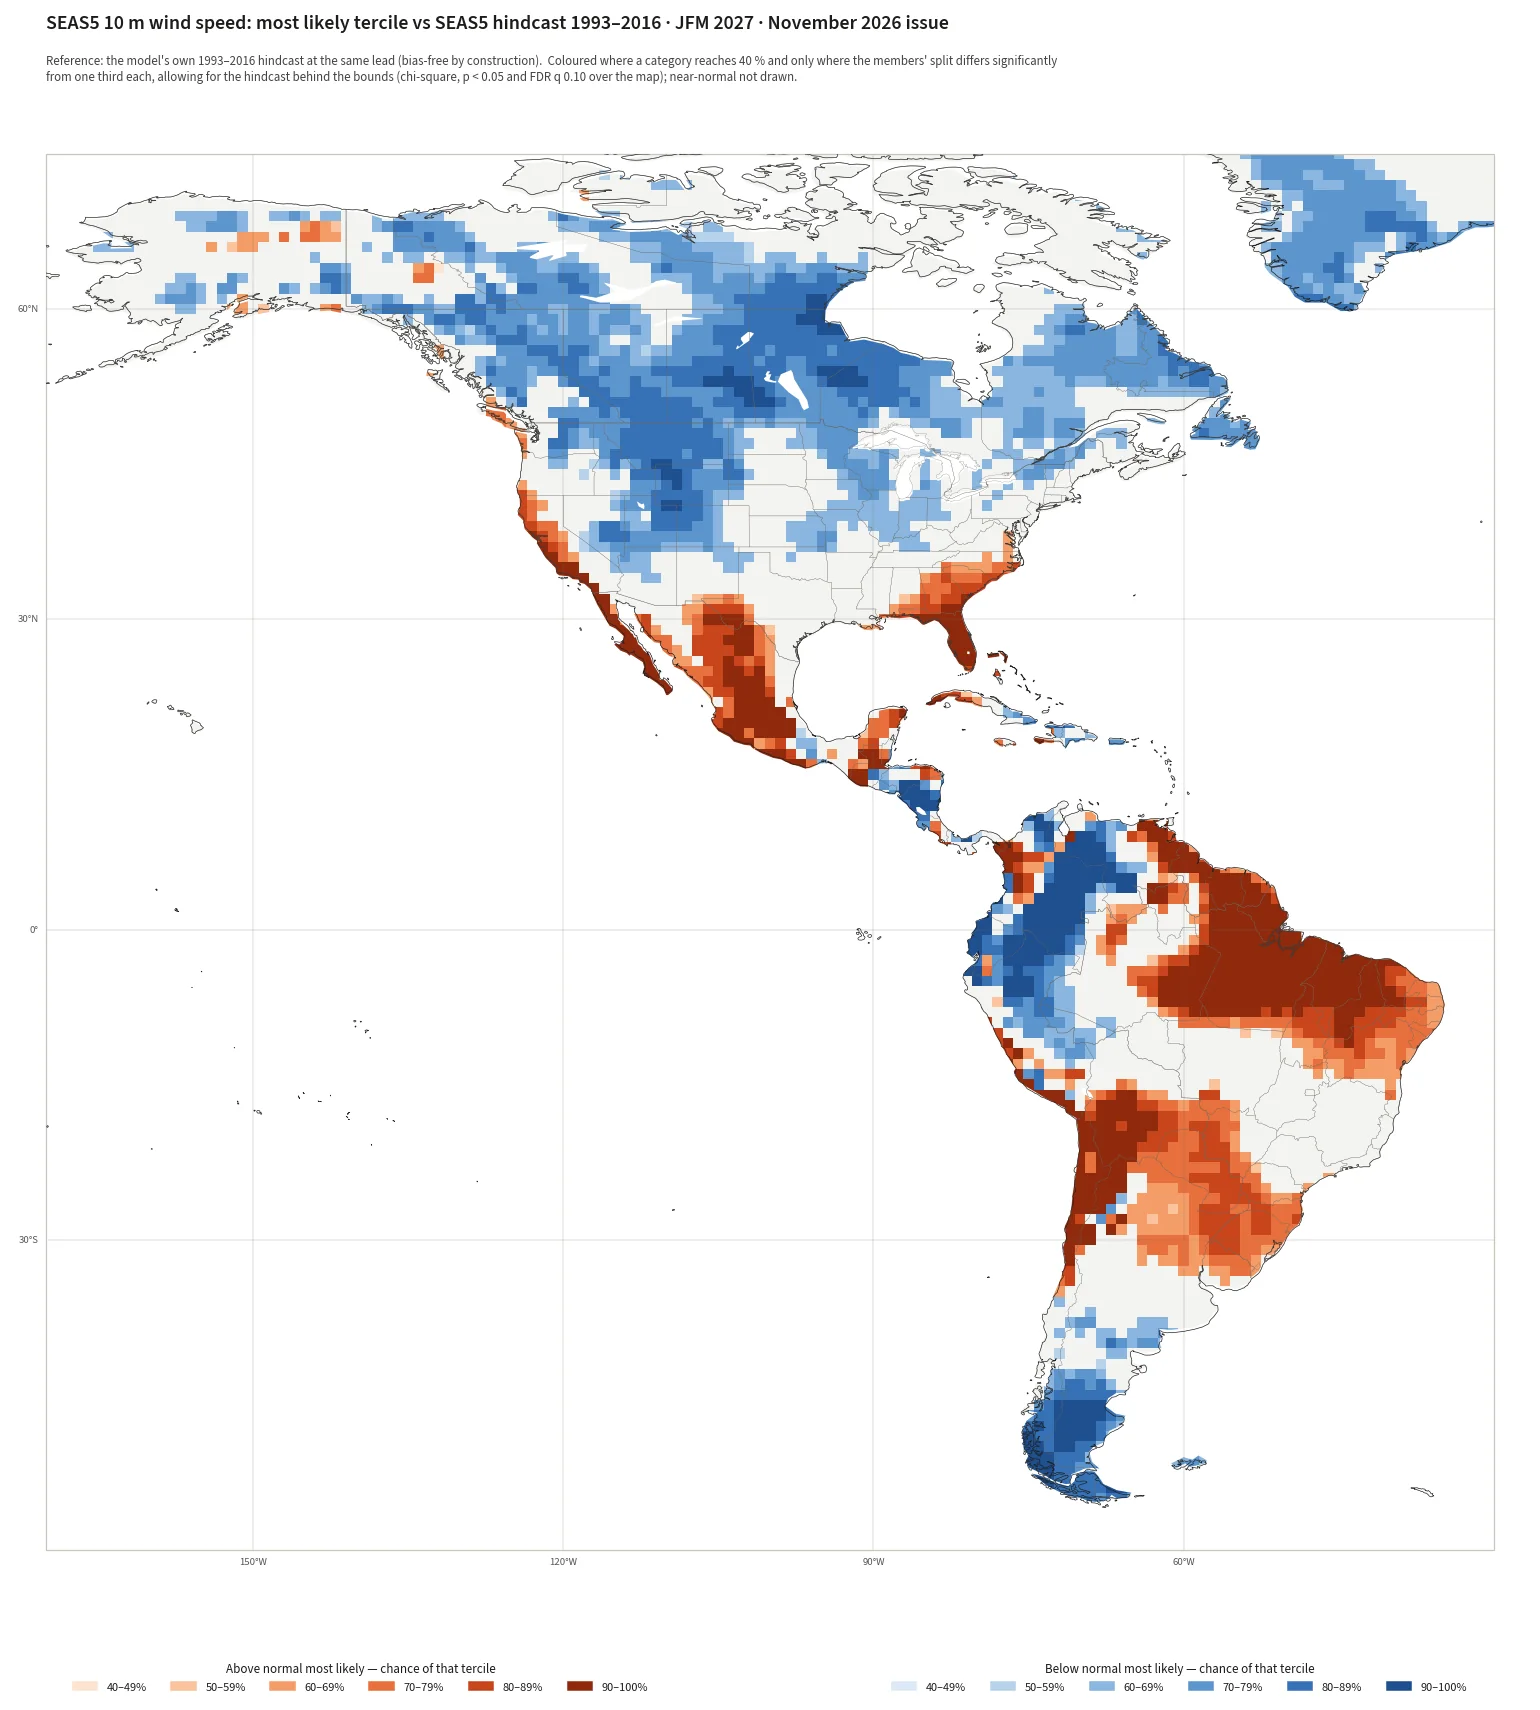 SEAS5 10 m wind speed: most likely tercile vs SEAS5 hindcast 1993–2016 · JFM 2027 · November 2026 issue
Reference: the model's own 1993–2016 hindcast at the same lead (bias-free by construction).  Coloured where a category reaches 40 % and only where the members' split differs significantly
from one third each, allowing for the hindcast behind the bounds (chi-square, p < 0.05 and FDR q 0.10 over the map); near-normal not drawn.
60°N
30°N
0°
30°S
150°W 120°W 90°W 60°W
Above normal most likely — chance of that tercile
40–49% 50–59% 60–69% 70–79% 80–89% 90–100%
Below normal most likely — chance of that tercile
40–49% 50–59% 60–69% 70–79% 80–89% 90–100%